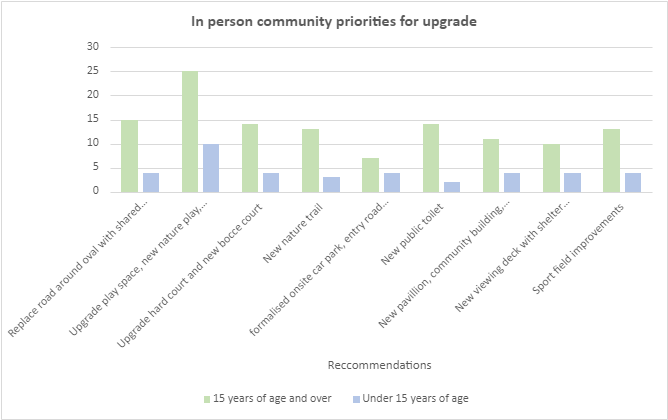 In person community priorities for upgrade
30
25
20
15
10
5
0
Replace road around oval with shared...
Upgrade play space, new nature play,...
Upgrade hard court and new bocce court
New nature trail
formalised onsite car park, entry road...
New public toilet
New pavillion, community building,...
New viewing deck with shelter...
Sport field improvements
Reccommendations
15 years of age and over
Under 15 years of age